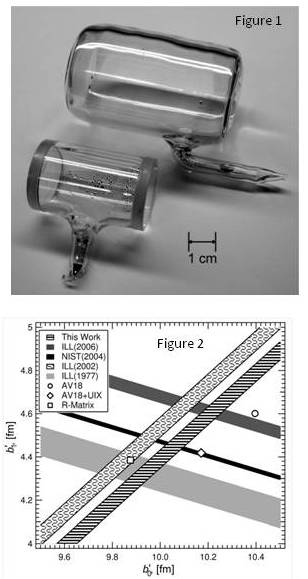 Figure 1
1 cm
Figure 2
This Work
ILL(2006)
NIST(2004)
ILL(2002)
ILL(1977)
AV18
AV18+UIX
R-Matrix
5
4.8
4.6
4.4
4.2
4
[fm]
9.6
9.8
10
10.2
10.4
[fm]